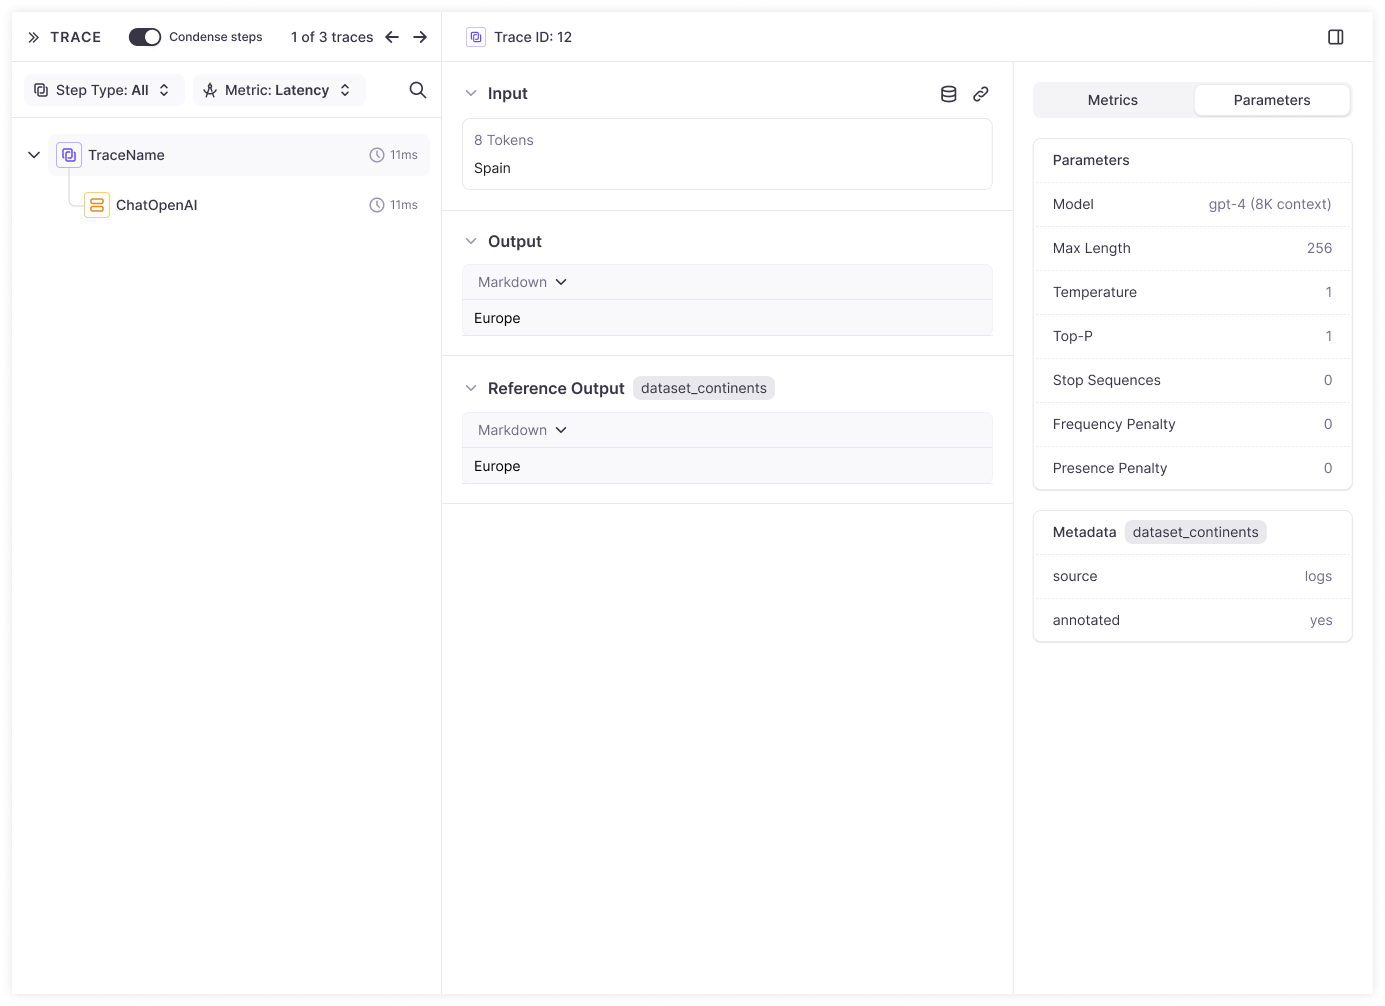 TRACE Condense steps 1 of 3 traces
Step Type: All Metric: Latency
TraceName 11ms
ChatOpenAI 11ms
Trace ID: 12
Input
8 Tokens
Spain
Output
Markdown
Europe
Reference Output dataset_continents
Markdown
Europe
Metrics Parameters
Parameters
Model gpt-4 (8K context)
Max Length 256
Temperature 1
Top-P 1
Stop Sequences 0
Frequency Penalty 0
Presence Penalty 0
Metadata dataset_continents
source logs
annotated yes